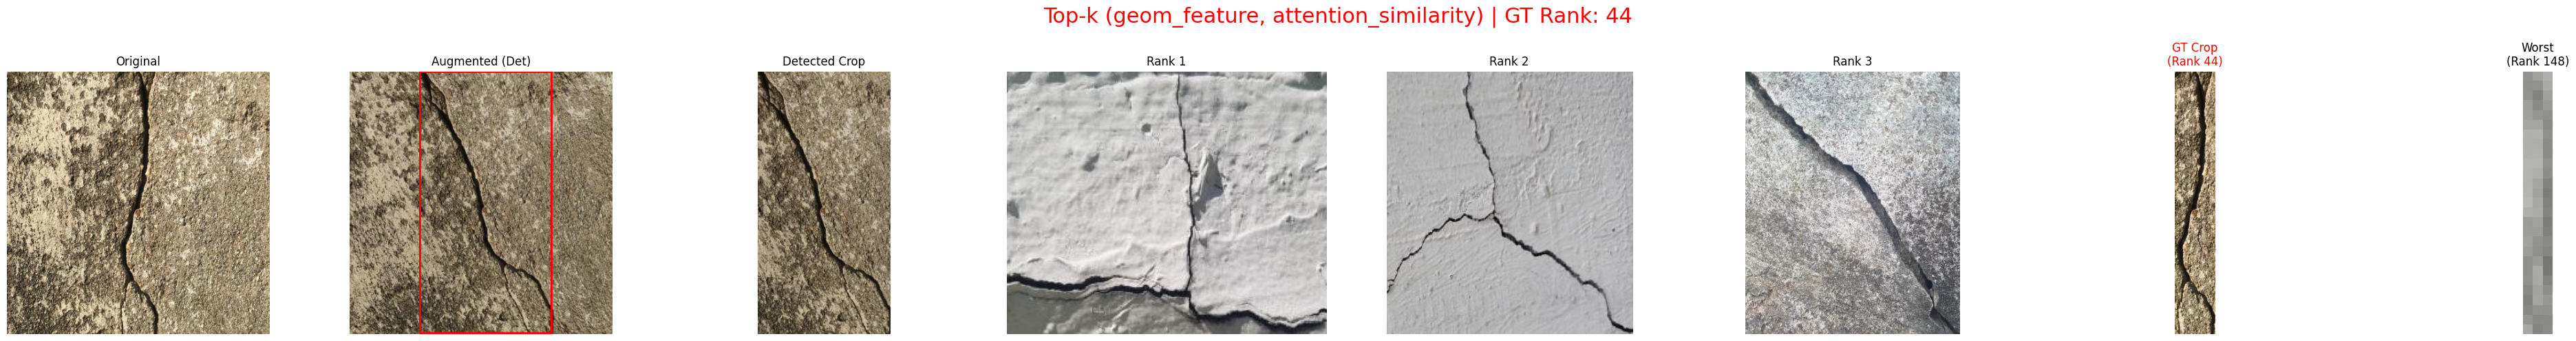 Top-k (geom_feature, attention_similarity) | GT Rank: 44
Original
Augmented (Det)
Detected Crop
Rank 1
Rank 2
Rank 3
GT Crop
(Rank 44)
Worst
(Rank 148)